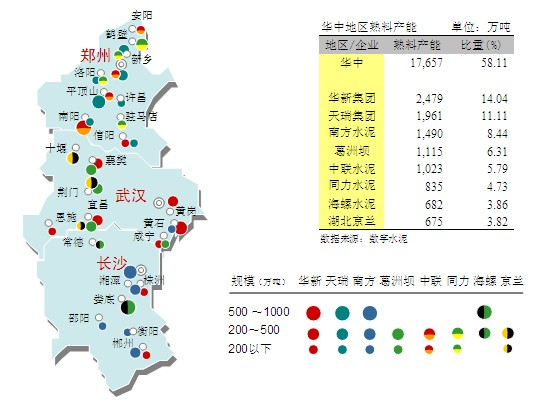 安阳
鹤壁
郑州
新乡
洛阳
平顶山
许昌
南阳
驻马店
信阳
十堰
襄樊
荆门
武汉
宜昌
恩施
黄冈
黄石
咸宁
常德
长沙
湘潭
株洲
娄底
邵阳
衡阳
郴州
华中地区熟料产能 单位：万吨
地区/企业 熟料产能 比重(%)
华中 17,657 58.11
华新集团 2,479 14.04
天瑞集团 1,961 11.11
南方水泥 1,490 8.44
葛洲坝 1,115 6.31
中联水泥 1,023 5.79
同力水泥 835 4.73
海螺水泥 682 3.86
湖北京兰 675 3.82
数据来源：数字水泥
规模（万吨） 华新 天瑞 南方 葛洲坝 中联 同力 海螺 京兰
500～1000
200～500
200以下